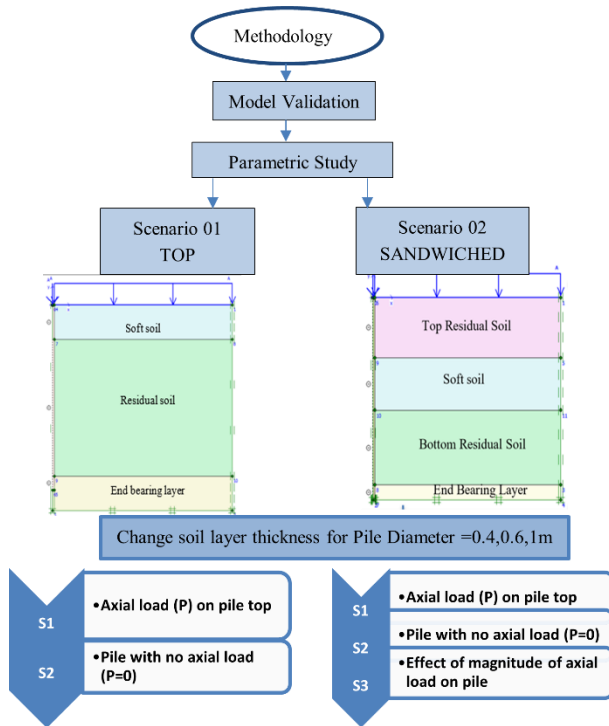 Methodology
Model Validation
Parametric Study
Scenario 01
TOP
Scenario 02
SANDWICHED
Soft soil
Residual soil
End bearing layer
Top Residual Soil
Soft soil
Bottom Residual Soil
End Bearing Layer
Change soil layer thickness for Pile Diameter =0.4,0.6,1m
S1
•Axial load (P) on pile top
S2
•Pile with no axial load
(P=0)
S1
•Axial load (P) on pile top
S2
•Pile with no axial load (P=0)
S3
•Effect of magnitude of axial
load on pile